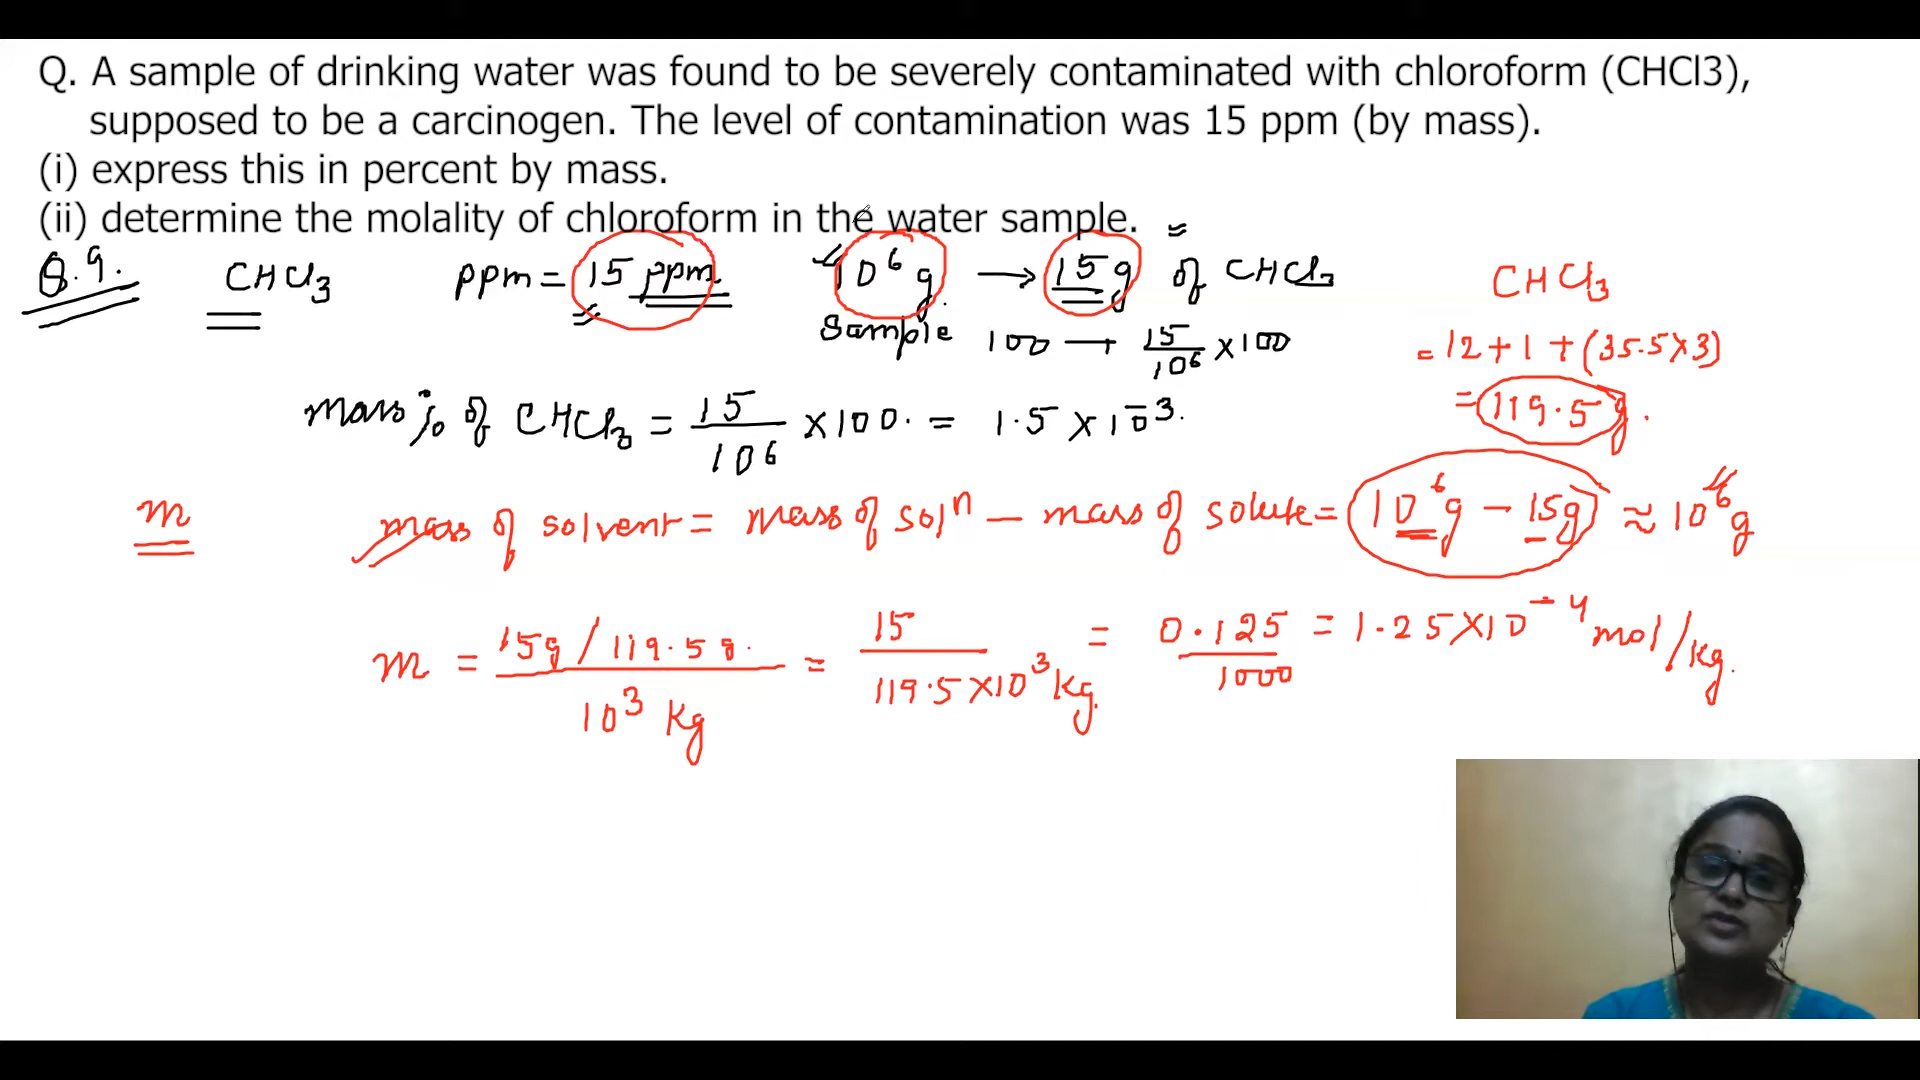 Q. A sample of drinking water was found to be severely contaminated with chloroform (CHCl3),
supposed to be a carcinogen. The level of contamination was 15 ppm (by mass).
(i) express this in percent by mass.
(ii) determine the molality of chloroform in the water sample.
Q.9. CHCl₃ ppm = 15 ppm 10⁶ g → 15 g of CHCl₃
Sample 100 → 15/10⁶ × 100
mass % of CHCl₃ = 15/10⁶ × 100. = 1.5 × 10⁻³.
CHCl₃
= 12 + 1 + (35.5 × 3)
= 119.5 g.
m mass of solvent = mass of solⁿ – mass of solute = (10⁶ g – 15g) ≈ 10⁶ g
m = 15g / 119.5 g. / 10³ Kg = 15 / 119.5 × 10³ Kg. = 0.125 / 1000 = 1.25 × 10⁻⁴ mol/kg.